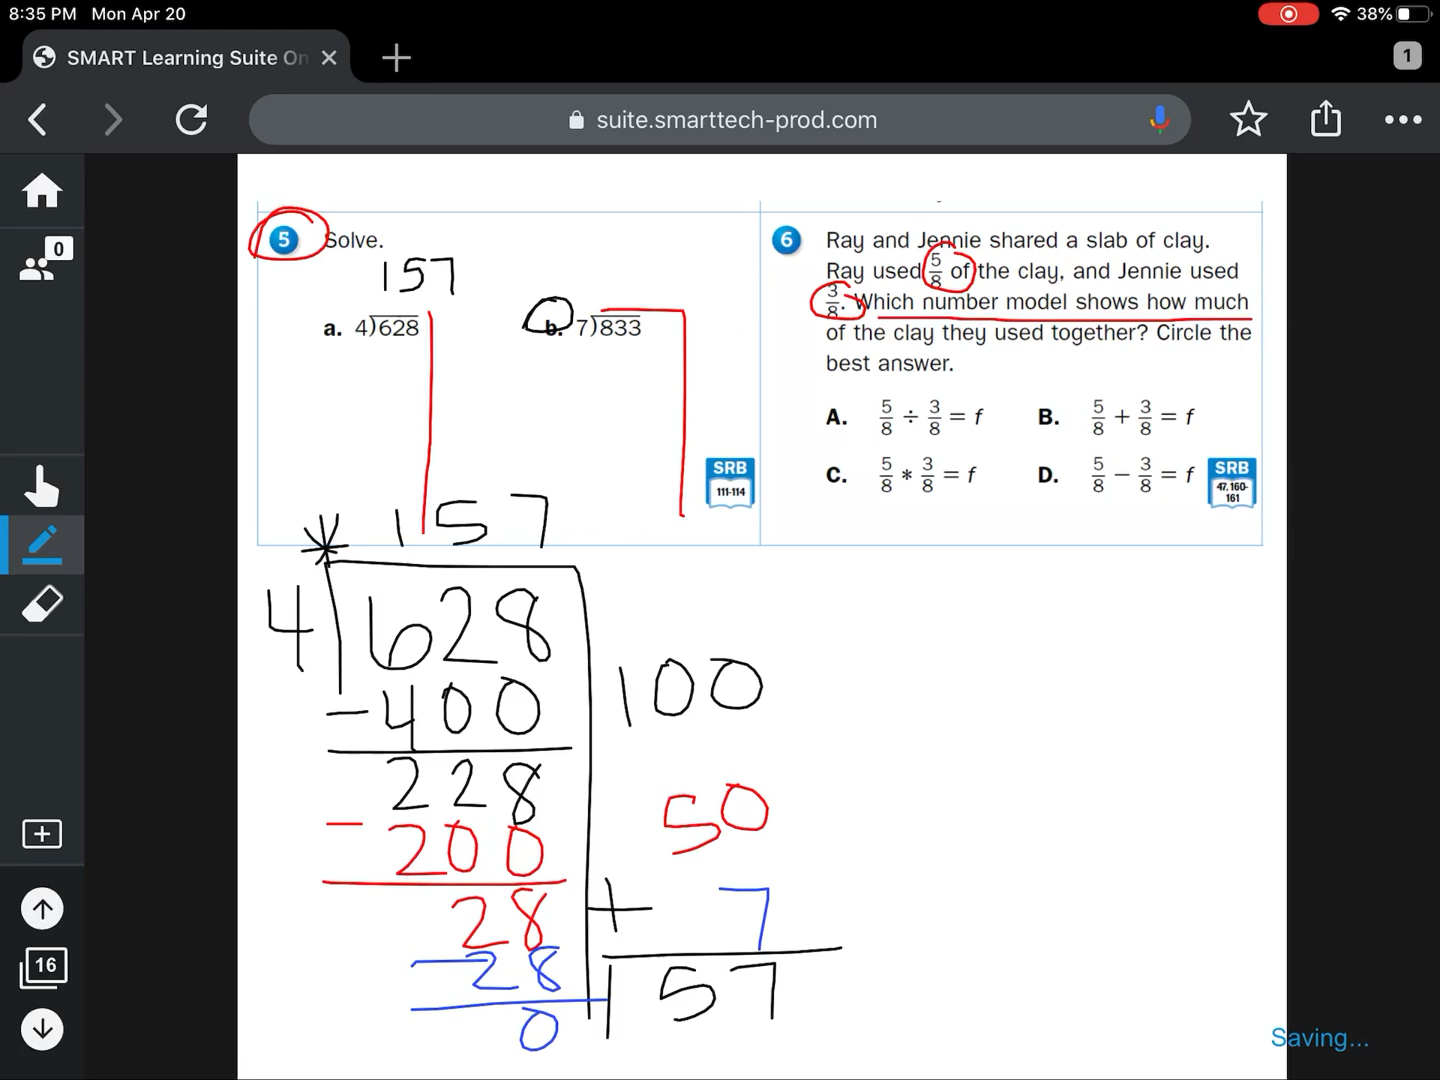 8:35 PM Mon Apr 20
38%
SMART Learning Suite On
1
suite.smarttech-prod.com
0
5 Solve.
157
a. 4)628
b. 7)833
SRB
111-114
6 Ray and Jennie shared a slab of clay.
Ray used 5/8 of the clay, and Jennie used
3/8. Which number model shows how much
of the clay they used together? Circle the
best answer.
A. 5/8 ÷ 3/8 = f
B. 5/8 + 3/8 = f
C. 5/8 * 3/8 = f
D. 5/8 − 3/8 = f
SRB
47, 160-
161
* 157
4 628
-400 100
228
-200 50
28
-28 + 7
0 157
16
Saving...